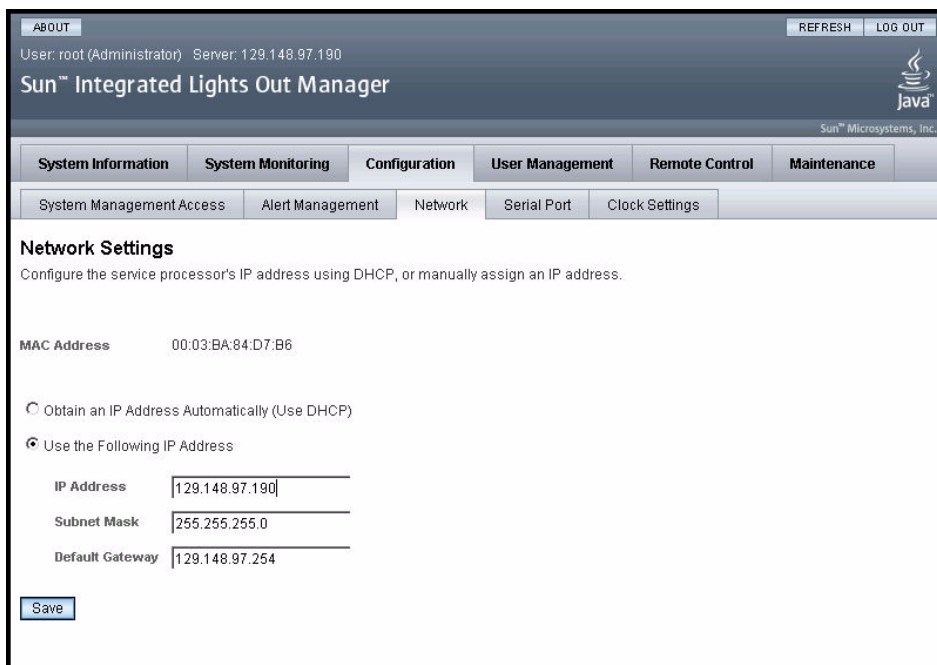 ABOUT REFRESH LOG OUT
User: root (Administrator) Server: 129.148.97.190
Sun™ Integrated Lights Out Manager
Java™
Sun™ Microsystems, Inc.
System Information System Monitoring Configuration User Management Remote Control Maintenance
System Management Access Alert Management Network Serial Port Clock Settings
Network Settings
Configure the service processor's IP address using DHCP, or manually assign an IP address.
MAC Address 00:03:BA:84:D7:B6
Obtain an IP Address Automatically (Use DHCP)
Use the Following IP Address
IP Address 129.148.97.190
Subnet Mask 255.255.255.0
Default Gateway 129.148.97.254
Save